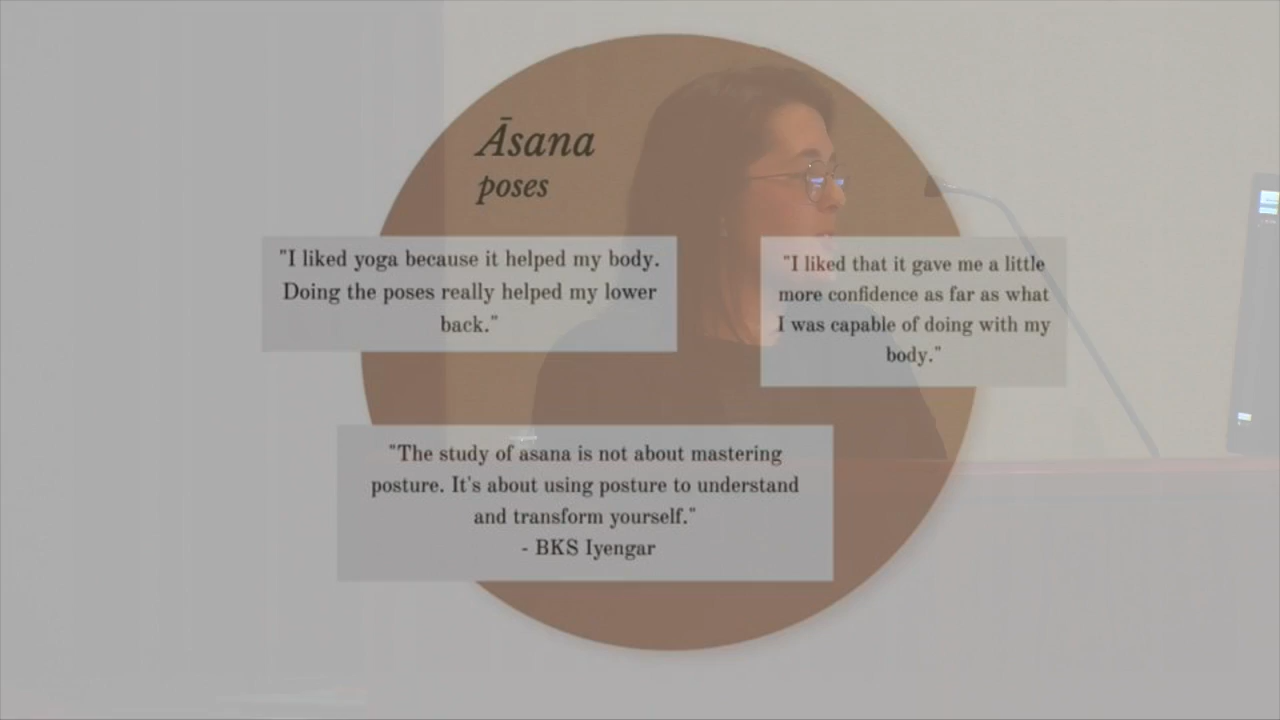 Āsana
poses
"I liked yoga because it helped my body.
Doing the poses really helped my lower
back."
"I liked that it gave me a little
more confidence as far as what
I was capable of doing with my
body."
"The study of asana is not about mastering
posture. It's about using posture to understand
and transform yourself."
- BKS Iyengar